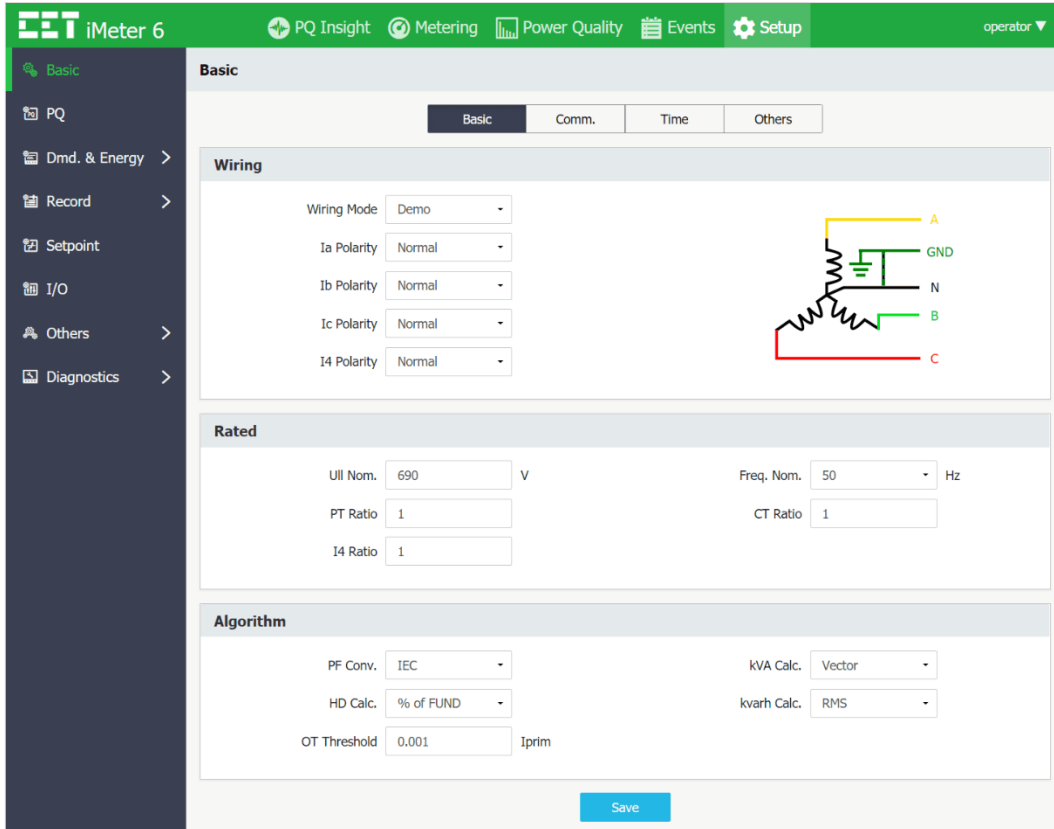 CET iMeter 6 PQ Insight Metering Power Quality Events Setup operator ▼
Basic
PQ
Dmd. & Energy
Record
Setpoint
I/O
Others
Diagnostics
Basic
Basic Comm. Time Others
Wiring
Wiring Mode Demo
Ia Polarity Normal
Ib Polarity Normal
Ic Polarity Normal
I4 Polarity Normal
A
GND
N
B
C
Rated
Ull Nom. 690 V Freq. Nom. 50 Hz
PT Ratio 1 CT Ratio 1
I4 Ratio 1
Algorithm
PF Conv. IEC kVA Calc. Vector
HD Calc. % of FUND kvarh Calc. RMS
OT Threshold 0.001 Iprim
Save